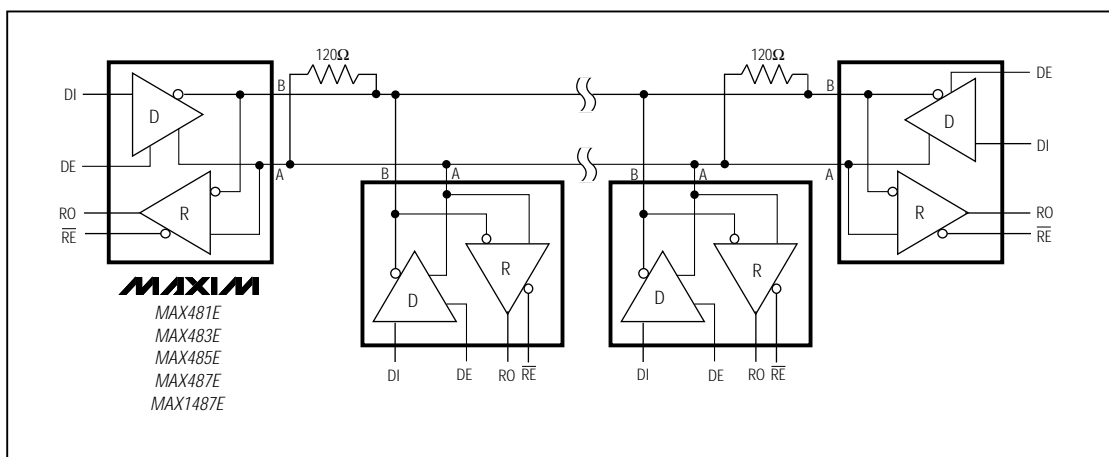 120Ω
120Ω
B
B
DE
DI
D
D
DI
DE
A
B
A
B
A
A
RO
R
R
RO
RE
RE
MAXIM
MAX481E
MAX483E
MAX485E
MAX487E
MAX1487E
D
R
D
R
DI
DE
RO
RE
DI
DE
RO
RE